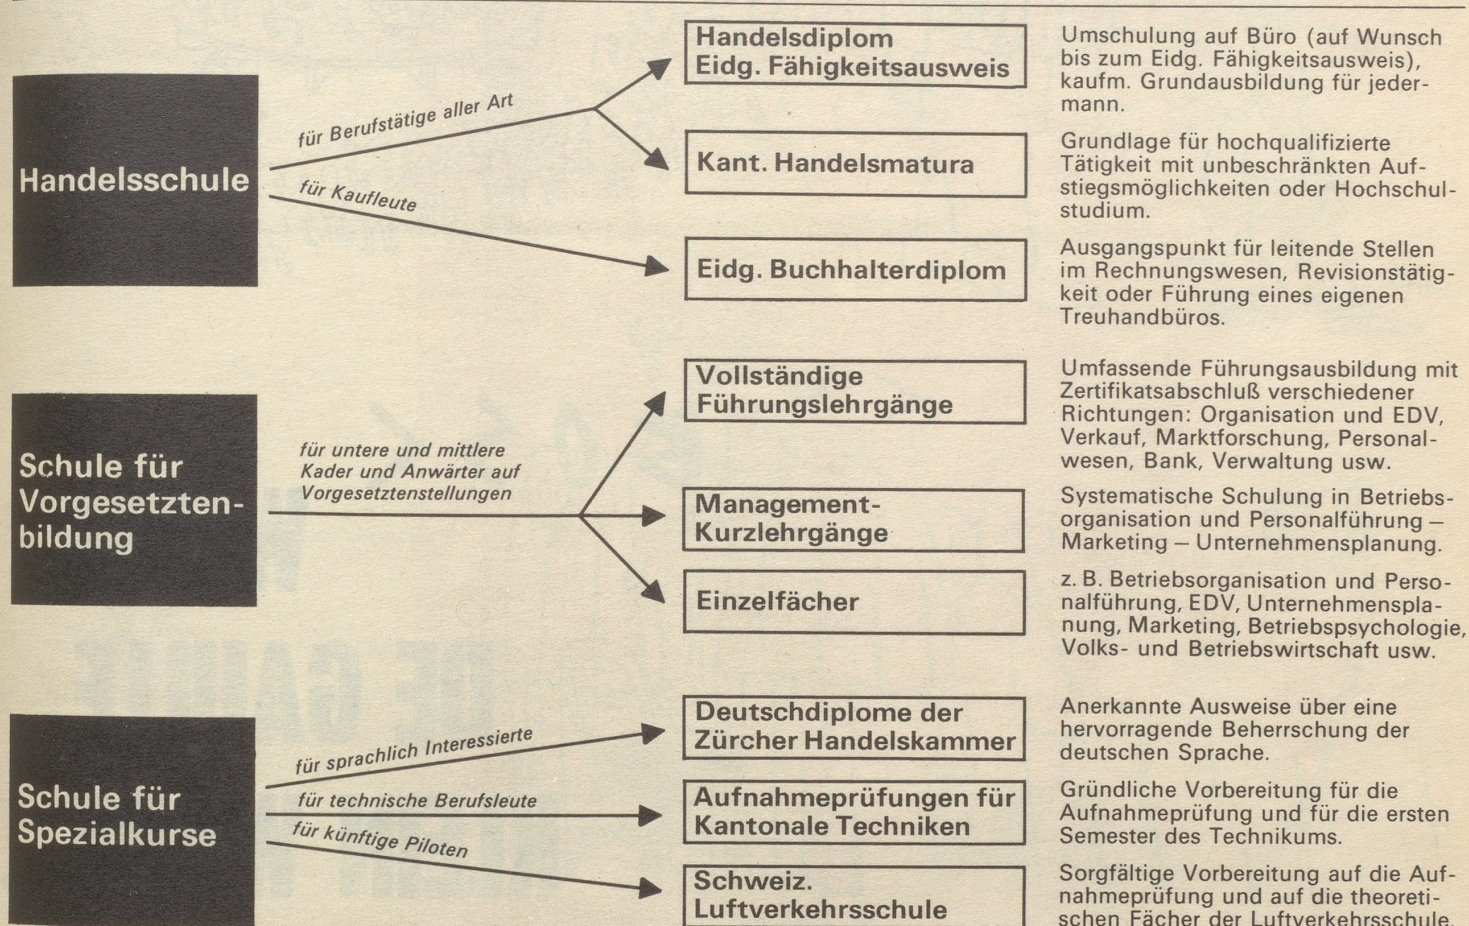 Handelsschule
für Berufstätige aller Art
für Kaufleute
Handelsdiplom
Eidg. Fähigkeitsausweis
Umschulung auf Büro (auf Wunsch
bis zum Eidg. Fähigkeitsausweis),
kaufm. Grundausbildung für jeder-
mann.
Kant. Handelsmatura
Grundlage für hochqualifizierte
Tätigkeit mit unbeschränkten Auf-
stiegsmöglichkeiten oder Hochschul-
studium.
Eidg. Buchhalterdiplom
Ausgangspunkt für leitende Stellen
im Rechnungswesen, Revisionstätig-
keit oder Führung eines eigenen
Treuhandbüros.
Schule für
Vorgesetzten-
bildung
für untere und mittlere
Kader und Anwärter auf
Vorgesetztenstellungen
Vollständige
Führungslehrgänge
Umfassende Führungsausbildung mit
Zertifikatsabschluß verschiedener
Richtungen: Organisation und EDV,
Verkauf, Marktforschung, Personal-
wesen, Bank, Verwaltung usw.
Management-
Kurzlehrgänge
Systematische Schulung in Betriebs-
organisation und Personalführung –
Marketing – Unternehmensplanung.
Einzelfächer
z. B. Betriebsorganisation und Perso-
nalführung, EDV, Unternehmenspla-
nung, Marketing, Betriebspsychologie,
Volks- und Betriebswirtschaft usw.
Schule für
Spezialkurse
für sprachlich Interessierte
für technische Berufsleute
für künftige Piloten
Deutschdiplome der
Zürcher Handelskammer
Anerkannte Ausweise über eine
hervorragende Beherrschung der
deutschen Sprache.
Aufnahmeprüfungen für
Kantonale Techniken
Gründliche Vorbereitung für die
Aufnahmeprüfung und für die ersten
Semester des Technikums.
Schweiz.
Luftverkehrsschule
Sorgfältige Vorbereitung auf die Auf-
nahmeprüfung und auf die theoreti-
schen Fächer der Luftverkehrsschule.